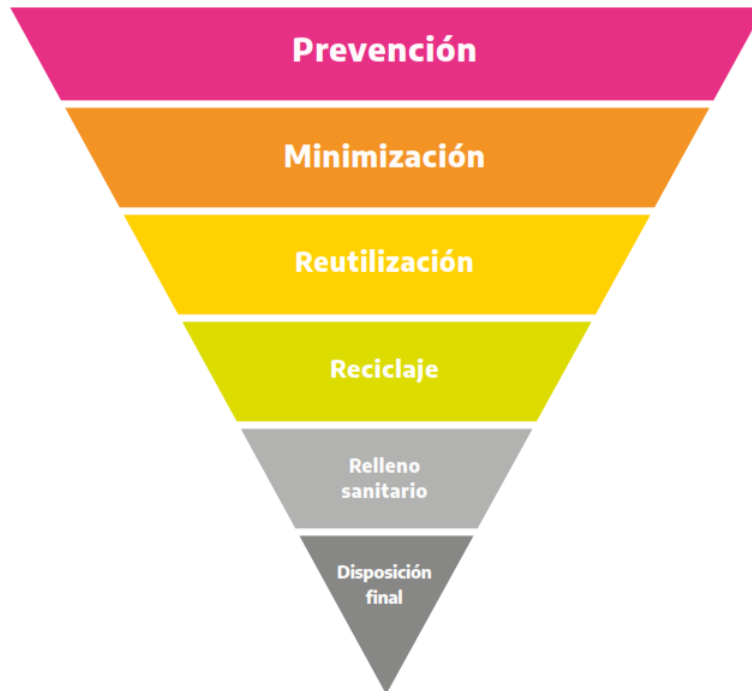 Prevención
Minimización
Reutilización
Reciclaje
Relleno
sanitario
Disposición
final